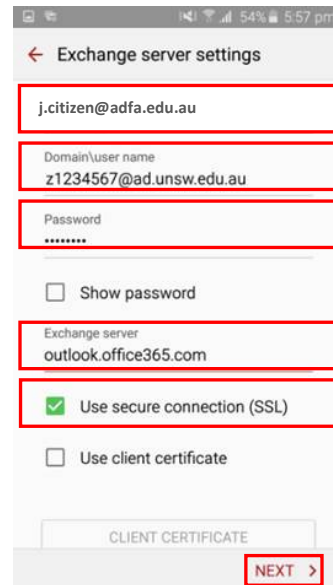 54% 5:57 pm
Exchange server settings
j.citizen@adfa.edu.au
Domain\user name
z1234567@ad.unsw.edu.au
Password
••••••••
Show password
Exchange server
outlook.office365.com
Use secure connection (SSL)
Use client certificate
CLIENT CERTIFICATE
NEXT >